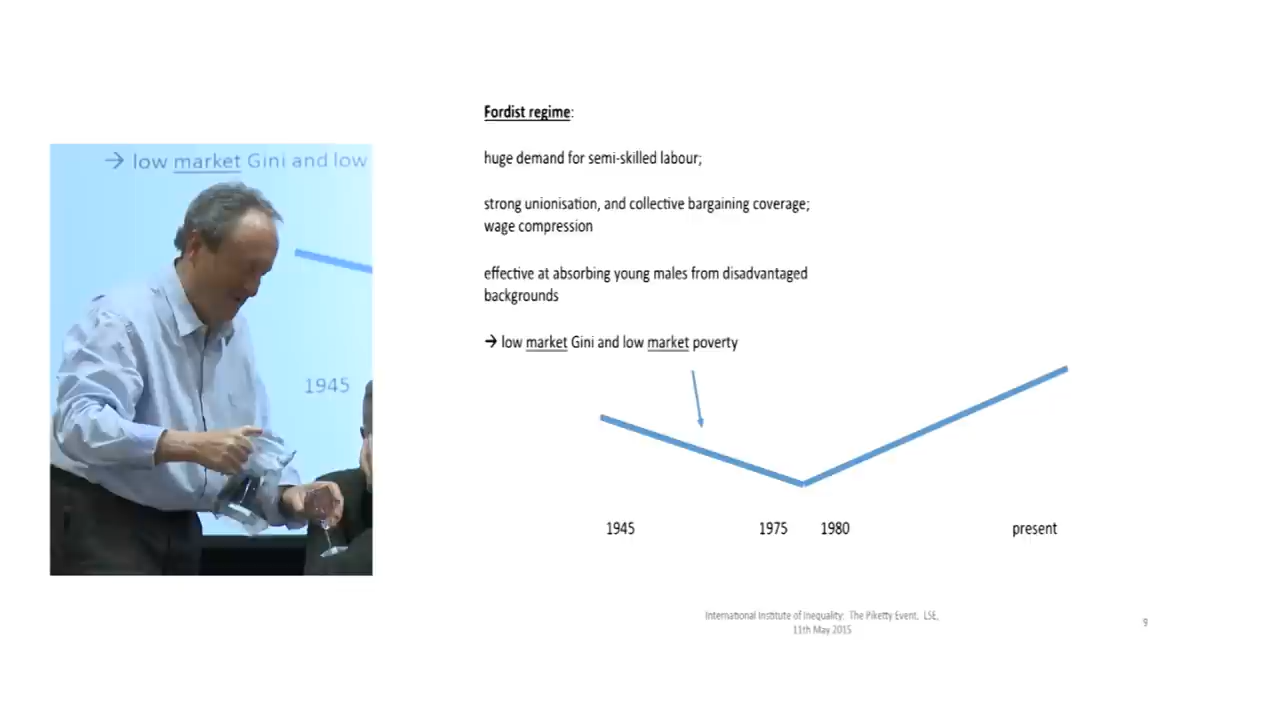 → low market Gini and low
1945
Fordist regime:
huge demand for semi-skilled labour;
strong unionisation, and collective bargaining coverage;
wage compression
effective at absorbing young males from disadvantaged
backgrounds
→ low market Gini and low market poverty
1945 1975 1980 present
International Institute of Inequality: The Piketty Event, LSE,
11th May 2015
9